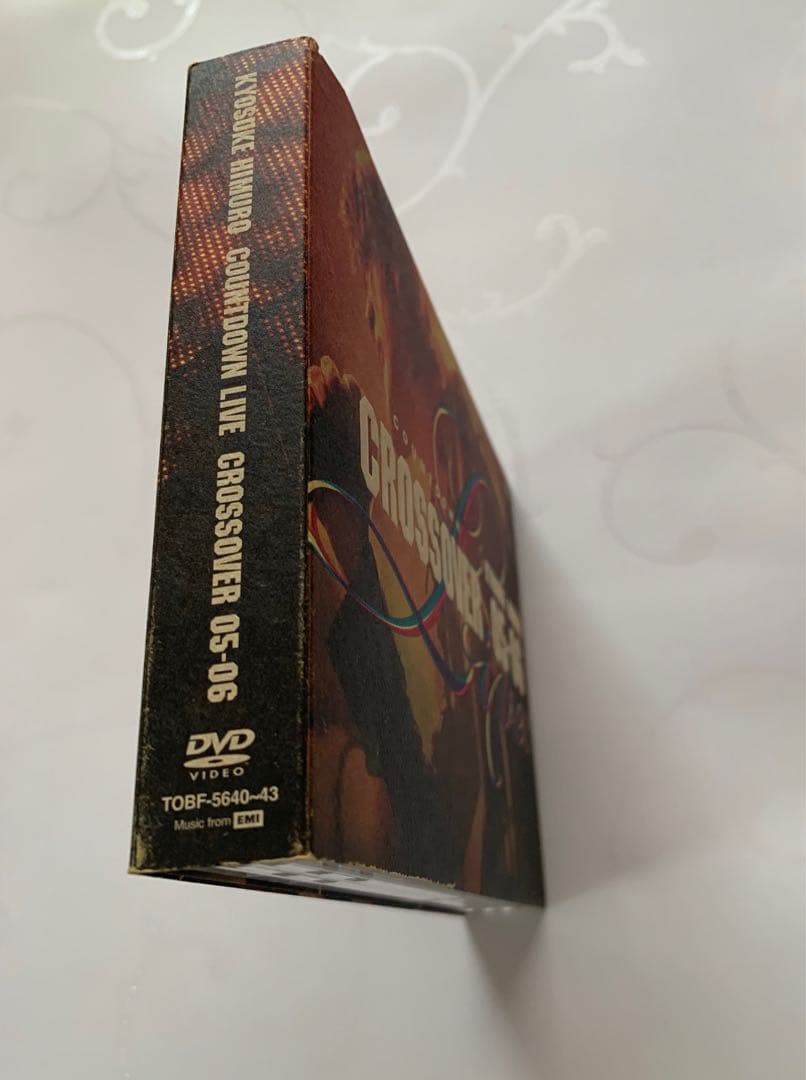 KYOSUKE HIMURO COUNTDOWN LIVE CROSSOVER 05-06
DVD
VIDEO
TOBF-5640~43
Music from EMI
CROSSOVER